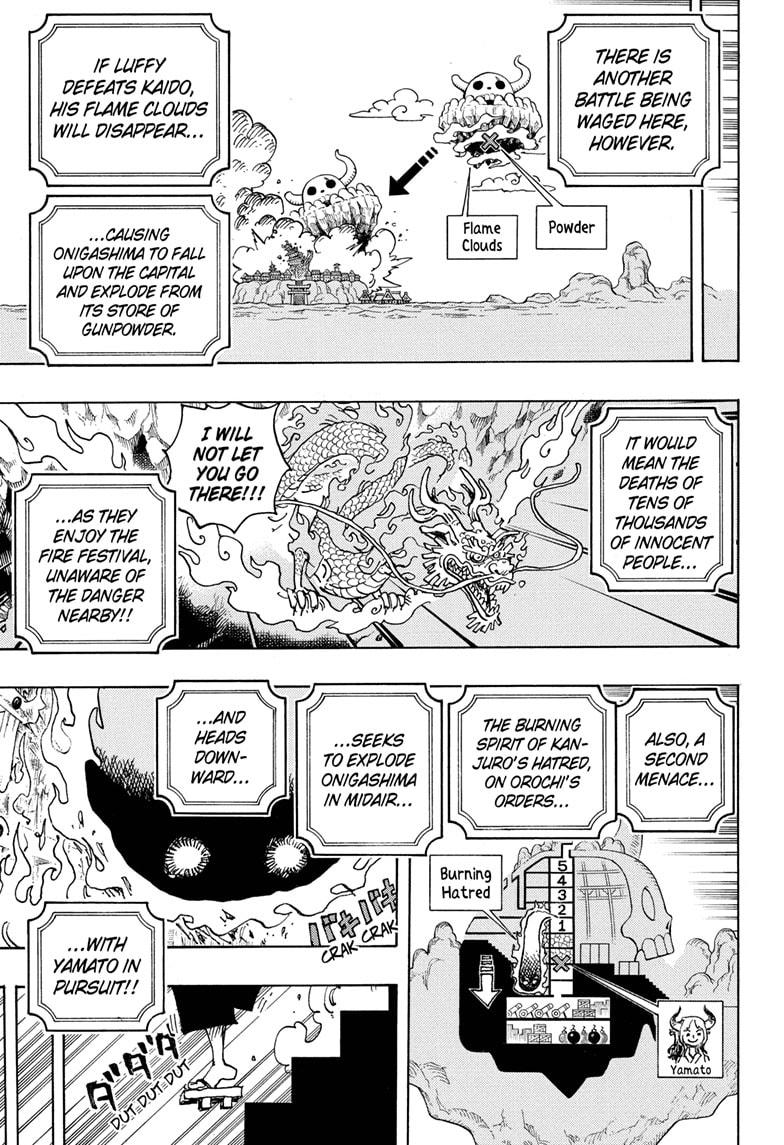 THERE IS
ANOTHER
BATTLE BEING
WAGED HERE,
HOWEVER.
Powder
Flame
Clouds
IF LUFFY
DEFEATS KAIDO,
HIS FLAME CLOUDS
WILL DISAPPEAR...
...CAUSING
ONIGASHIMA TO FALL
UPON THE CAPITAL
AND EXPLODE FROM
ITS STORE OF
GUNPOWDER.
IT WOULD
MEAN THE
DEATHS OF
TENS OF
THOUSANDS
OF INNOCENT
PEOPLE...
I WILL
NOT LET
YOU GO
THERE!!!
...AS THEY
ENJOY THE
FIRE FESTIVAL,
UNAWARE OF
THE DANGER
NEARBY!!
ALSO, A
SECOND
MENACE...
THE BURNING
SPIRIT OF KAN-
JURO'S HATRED,
ON OROCHI'S
ORDERS...
...SEEKS
TO EXPLODE
ONIGASHIMA
IN MIDAIR...
...AND
HEADS
DOWN-
WARD...
Burning
Hatred
5
4
3
2
1
Yamato
バキバキ
CRAK CRAK
...WITH
YAMATO IN
PURSUIT!!
ダダダ
DUT DUT DUT